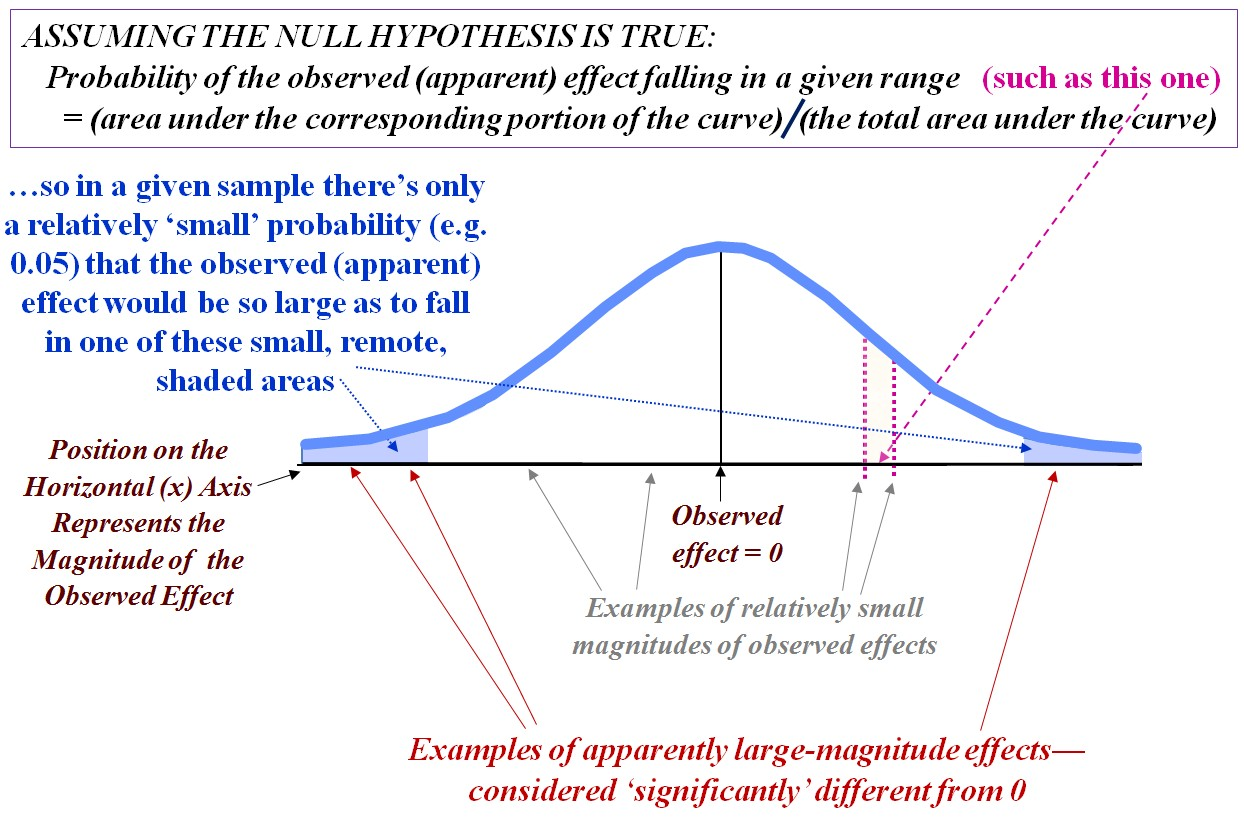 ASSUMING THE NULL HYPOTHESIS IS TRUE:
Probability of the observed (apparent) effect falling in a given range (such as this one)
= (area under the corresponding portion of the curve)/(the total area under the curve)
…so in a given sample there’s only
a relatively ‘small’ probability (e.g.
0.05) that the observed (apparent)
effect would be so large as to fall
in one of these small, remote,
shaded areas
Position on the
Horizontal (x) Axis
Represents the
Magnitude of the
Observed Effect
Observed
effect = 0
Examples of relatively small
magnitudes of observed effects
Examples of apparently large-magnitude effects—
considered ‘significantly’ different from 0